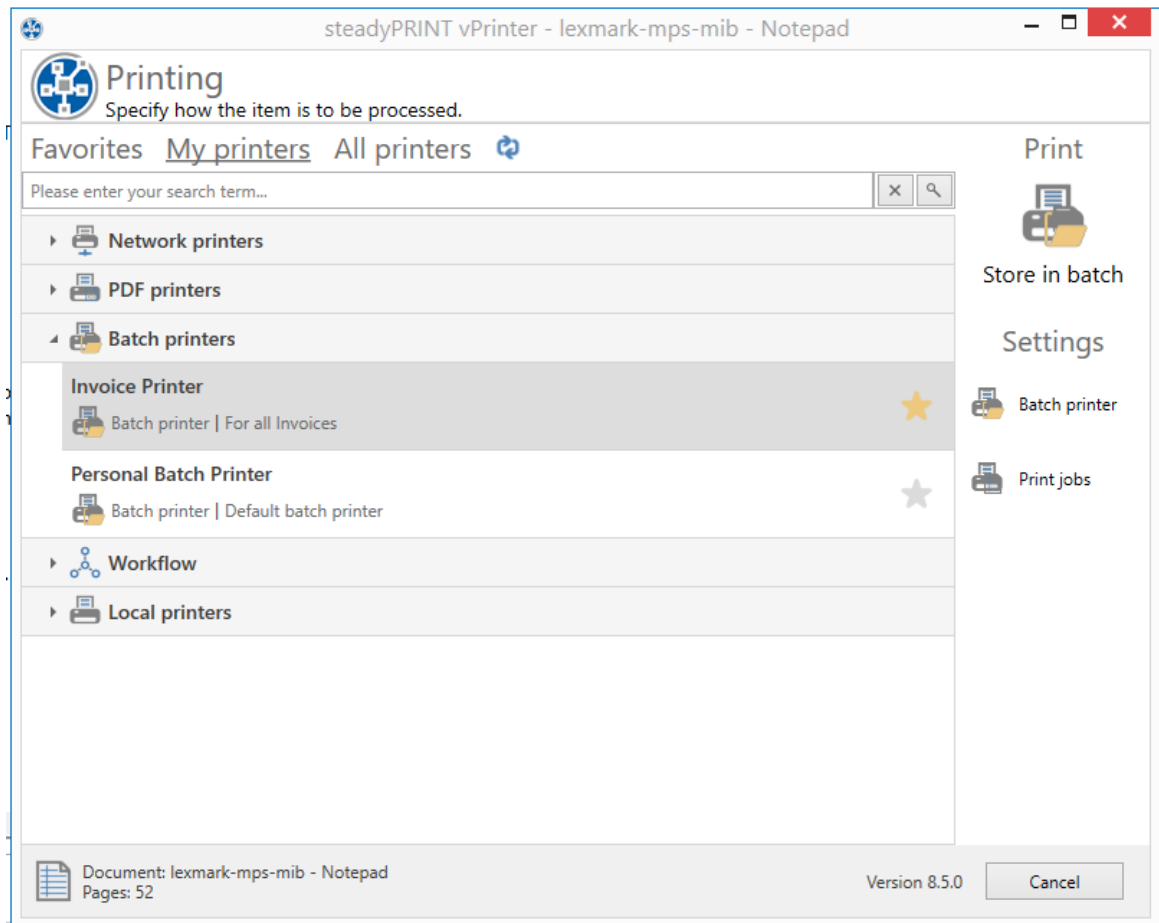 steadyPRINT vPrinter - lexmark-mps-mib - Notepad
Printing
Specify how the item is to be processed.
Favorites My printers All printers
Please enter your search term...
Network printers
PDF printers
Batch printers
Invoice Printer
Batch printer | For all Invoices
Personal Batch Printer
Batch printer | Default batch printer
Workflow
Local printers
Print
Store in batch
Settings
Batch printer
Print jobs
Document: lexmark-mps-mib - Notepad
Pages: 52
Version 8.5.0
Cancel